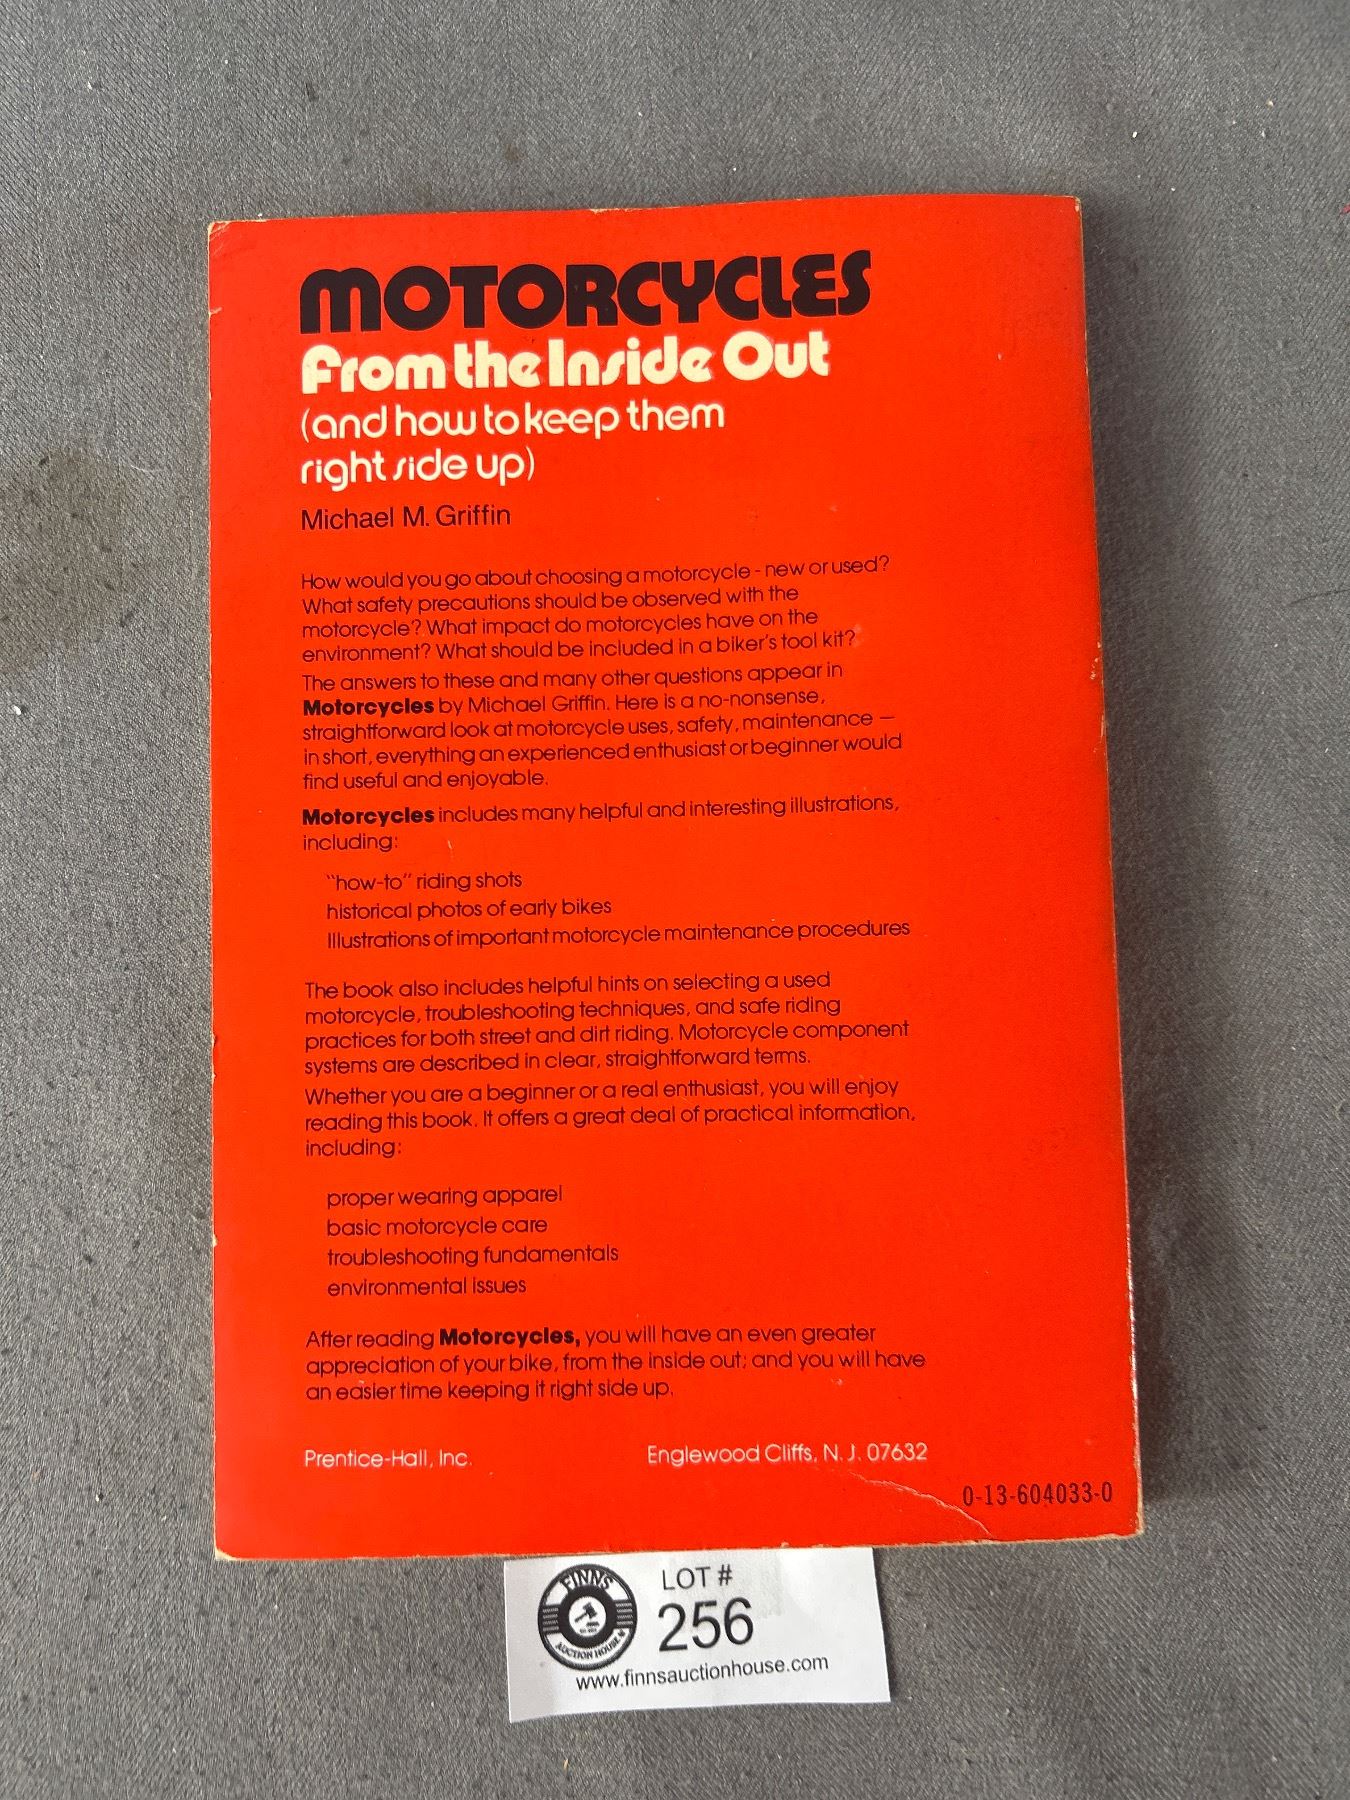 MOTORCYCLES
From the Inside Out
(and how to keep them
right side up)
Michael M. Griffin
How would you go about choosing a motorcycle - new or used?
What safety precautions should be observed with the
motorcycle? What impact do motorcycles have on the
environment? What should be included in a biker's tool kit?
The answers to these and many other questions appear in
Motorcycles by Michael Griffin. Here is a no-nonsense,
straightforward look at motorcycle uses, safety, maintenance —
in short, everything an experienced enthusiast or beginner would
find useful and enjoyable.
Motorcycles includes many helpful and interesting illustrations,
including:
"how-to" riding shots
historical photos of early bikes
Illustrations of important motorcycle maintenance procedures
The book also includes helpful hints on selecting a used
motorcycle, troubleshooting techniques, and safe riding
practices for both street and dirt riding. Motorcycle component
systems are described in clear, straightforward terms.
Whether you are a beginner or a real enthusiast, you will enjoy
reading this book. It offers a great deal of practical information,
including:
proper wearing apparel
basic motorcycle care
troubleshooting fundamentals
environmental issues
After reading Motorcycles, you will have an even greater
appreciation of your bike, from the inside out; and you will have
an easier time keeping it right side up.
Prentice-Hall, Inc. Englewood Cliffs, N. J. 07632
0-13-604033-0
FINNS
AUCTION HOUSE
LOT #
256
www.finnsauctionhouse.com